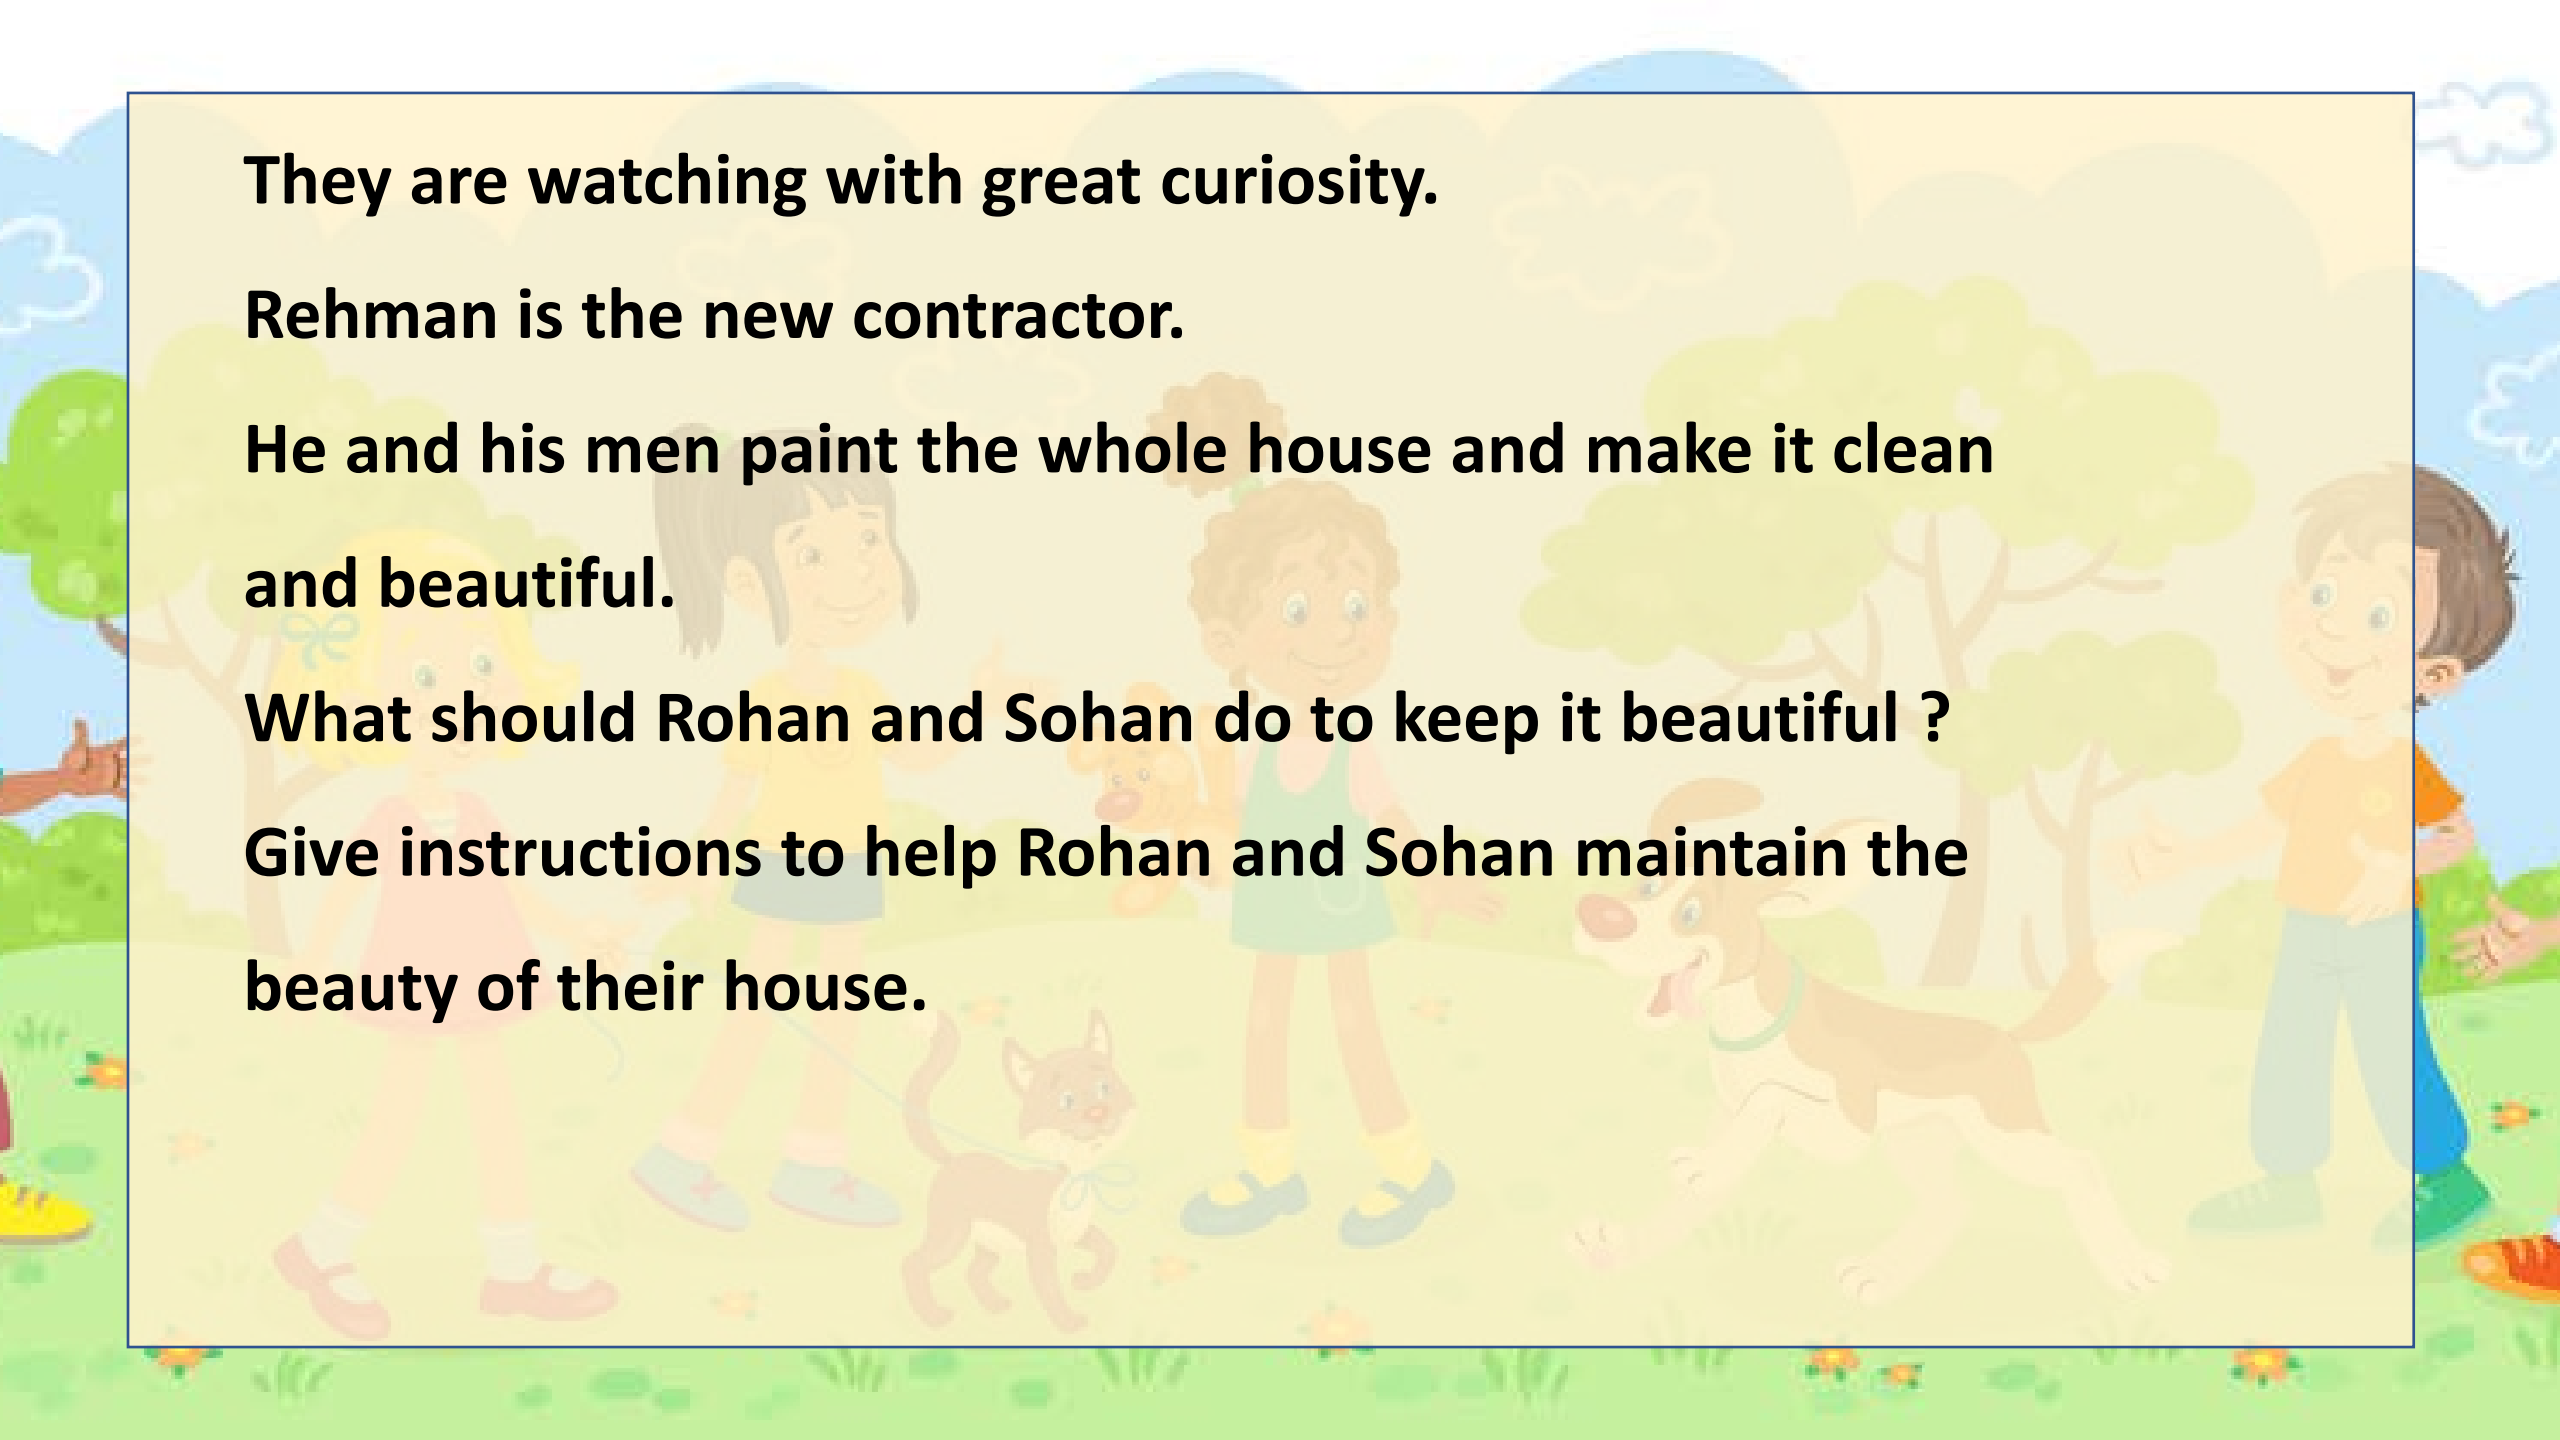 They are watching with great curiosity.
Rehman is the new contractor.
He and his men paint the whole house and make it clean
and beautiful.
What should Rohan and Sohan do to keep it beautiful ?
Give instructions to help Rohan and Sohan maintain the
beauty of their house.